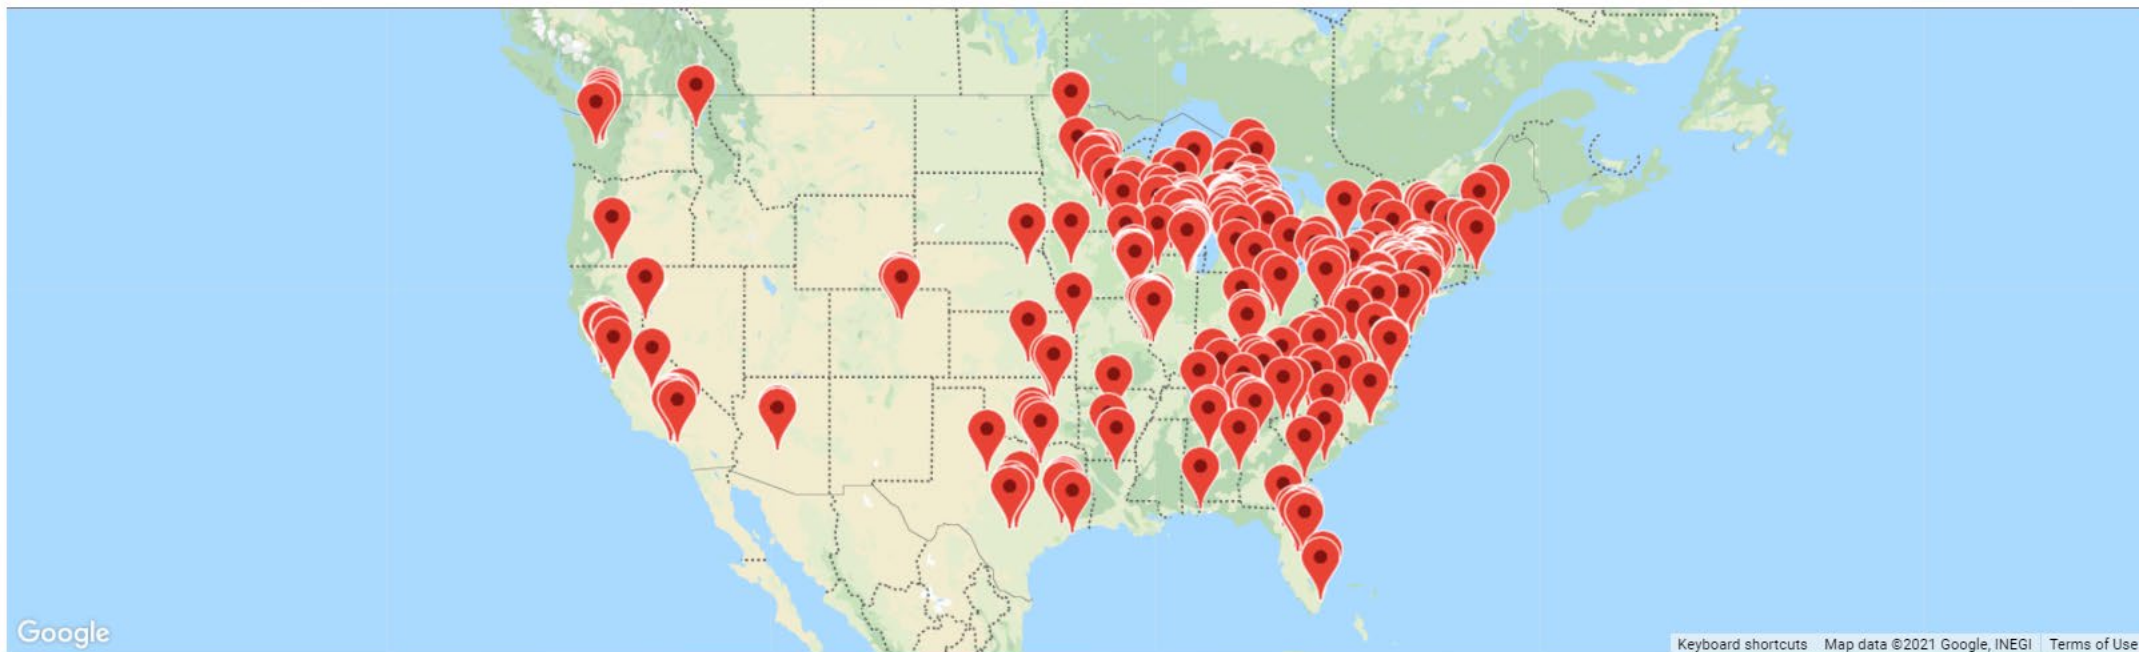 Google
Keyboard shortcuts
Map data ©2021 Google, INEGI
Terms of Use